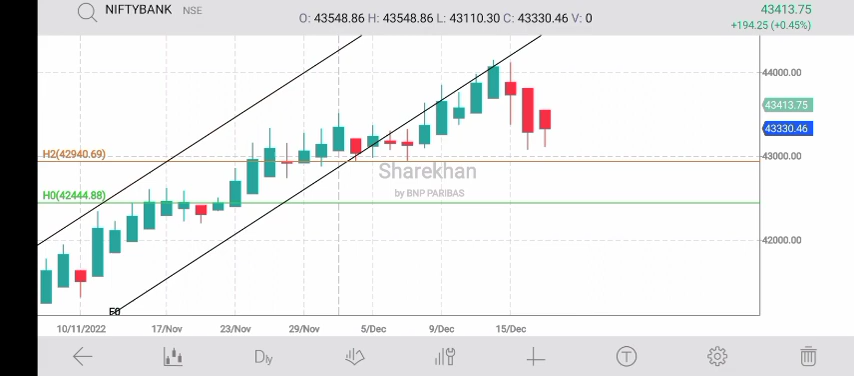 NIFTYBANK NSE
O: 43548.86 H: 43548.86 L: 43110.30 C: 43330.46 V: 0
43413.75
+194.25 (+0.45%)
44000.00
43413.75
43330.46
H2(42940.69)
43000.00
Sharekhan
by BNP PARIBAS
H0(42444.88)
42000.00
10/11/2022 17/Nov 23/Nov 29/Nov 5/Dec 9/Dec 15/Dec
Dly
T